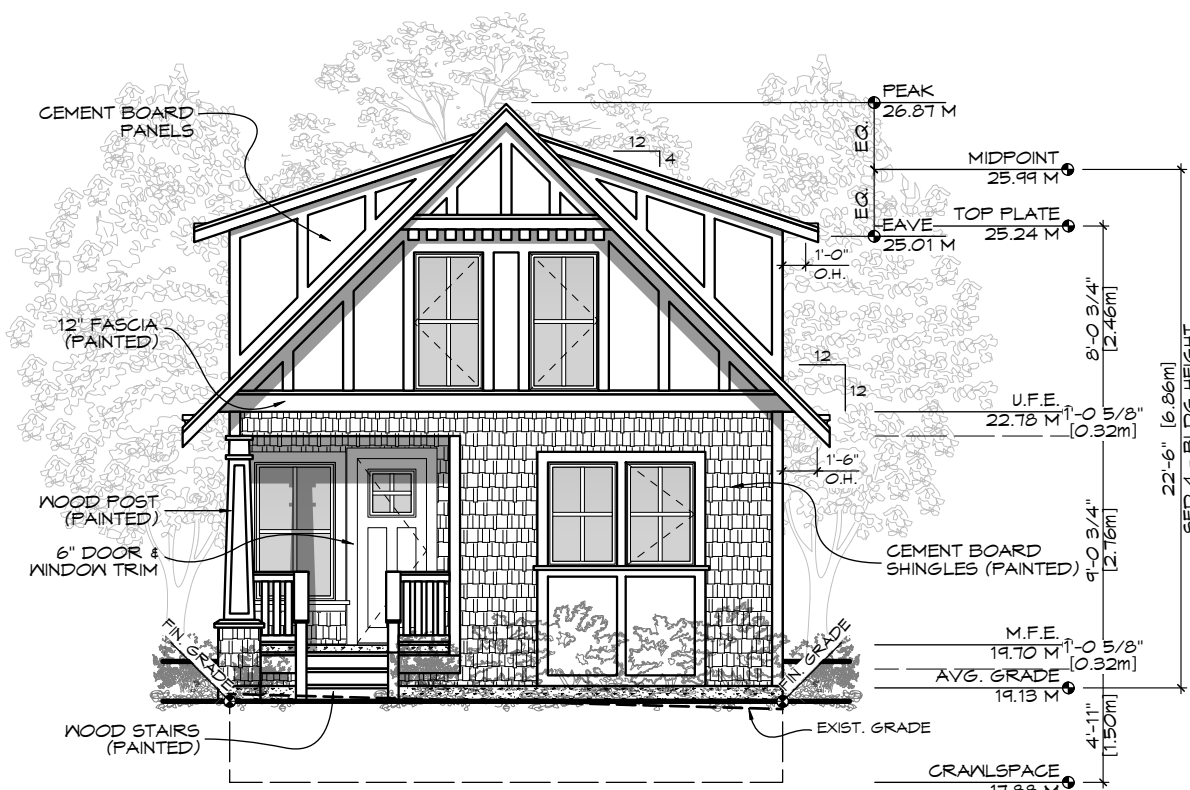 CEMENT BOARD
PANELS
12
4
PEAK
26.87 M
EQ.
EQ.
MIDPOINT
25.99 M
TOP PLATE
25.24 M
EAVE
25.01 M
1'-0"
O.H.
12" FASCIA
(PAINTED)
8'-0 3/4"
[2.46m]
12
12
U.F.E.
22.78 M
1'-0 5/8"
[0.32m]
22'-6" [6.86m]
1'-6"
O.H.
WOOD POST
(PAINTED)
6" DOOR &
WINDOW TRIM
CEMENT BOARD
SHINGLES (PAINTED)
9'-0 3/4"
[2.76m]
FIN. GRADE
FIN. GRADE
M.F.E.
19.70 M
1'-0 5/8"
[0.32m]
AVG. GRADE
19.13 M
WOOD STAIRS
(PAINTED)
EXIST. GRADE
4'-11"
[1.50m]
CRAWLSPACE
17.88 M